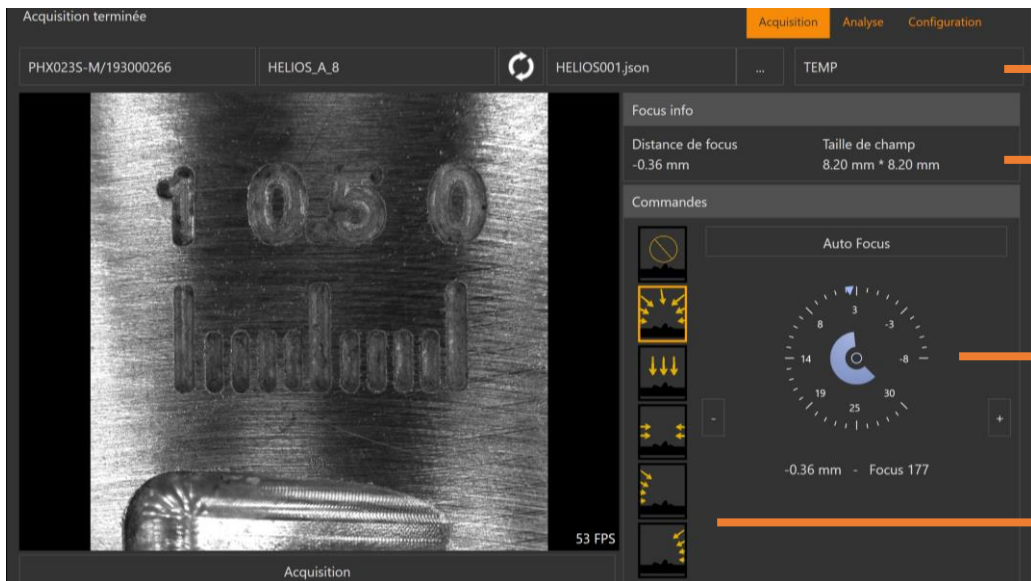 Acquisition terminée
Acquisition Analyse Configuration
PHX023S-M/193000266 HELIOS_A_8 HELIOS001.json ... TEMP
Focus info
Distance de focus Taille de champ
-0.36 mm 8.20 mm * 8.20 mm
Commandes
Auto Focus
1 0 5 0
3
8 -3
14 -8
19 30
25
- +
-0.36 mm - Focus 177
53 FPS
Acquisition